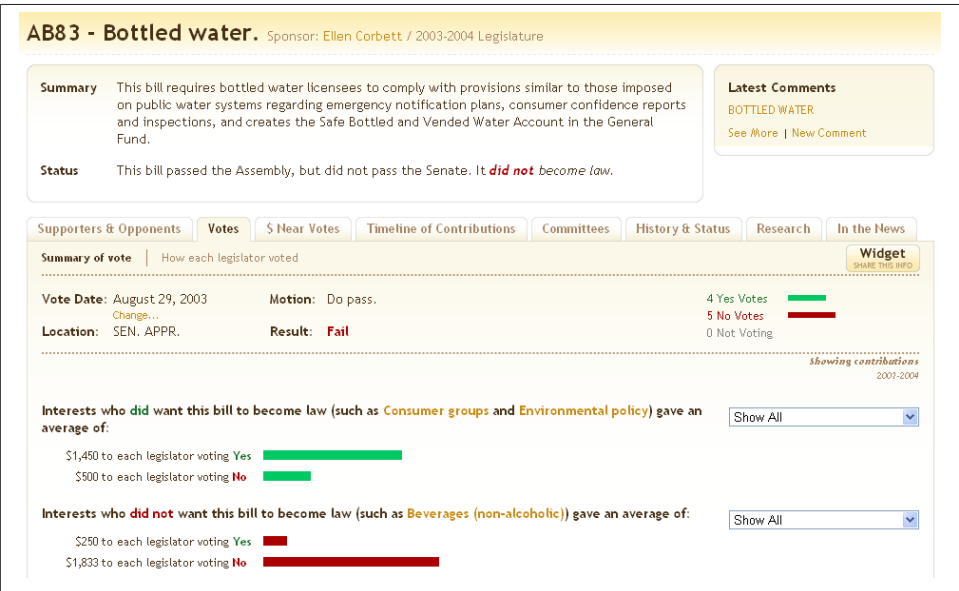 AB83 - Bottled water. Sponsor: Ellen Corbett / 2003-2004 Legislature
Summary This bill requires bottled water licensees to comply with provisions similar to those imposed
on public water systems regarding emergency notification plans, consumer confidence reports
and inspections, and creates the Safe Bottled and Vended Water Account in the General
Fund.
Status This bill passed the Assembly, but did not pass the Senate. It did not become law.
Latest Comments
BOTTLED WATER
See More | New Comment
Supporters & Opponents Votes $ Near Votes Timeline of Contributions Committees History & Status Research In the News
Summary of vote | How each legislator voted
Widget
SHARE THIS INFO
Vote Date: August 29, 2003 Motion: Do pass.
Change...
Location: SEN. APPR. Result: Fail
4 Yes Votes
5 No Votes
0 Not Voting
Showing contributions
2001-2004
Interests who did want this bill to become law (such as Consumer groups and Environmental policy) gave an
average of:
Show All
$1,450 to each legislator voting Yes
$500 to each legislator voting No
Interests who did not want this bill to become law (such as Beverages (non-alcoholic)) gave an average of:
Show All
$250 to each legislator voting Yes
$1,833 to each legislator voting No